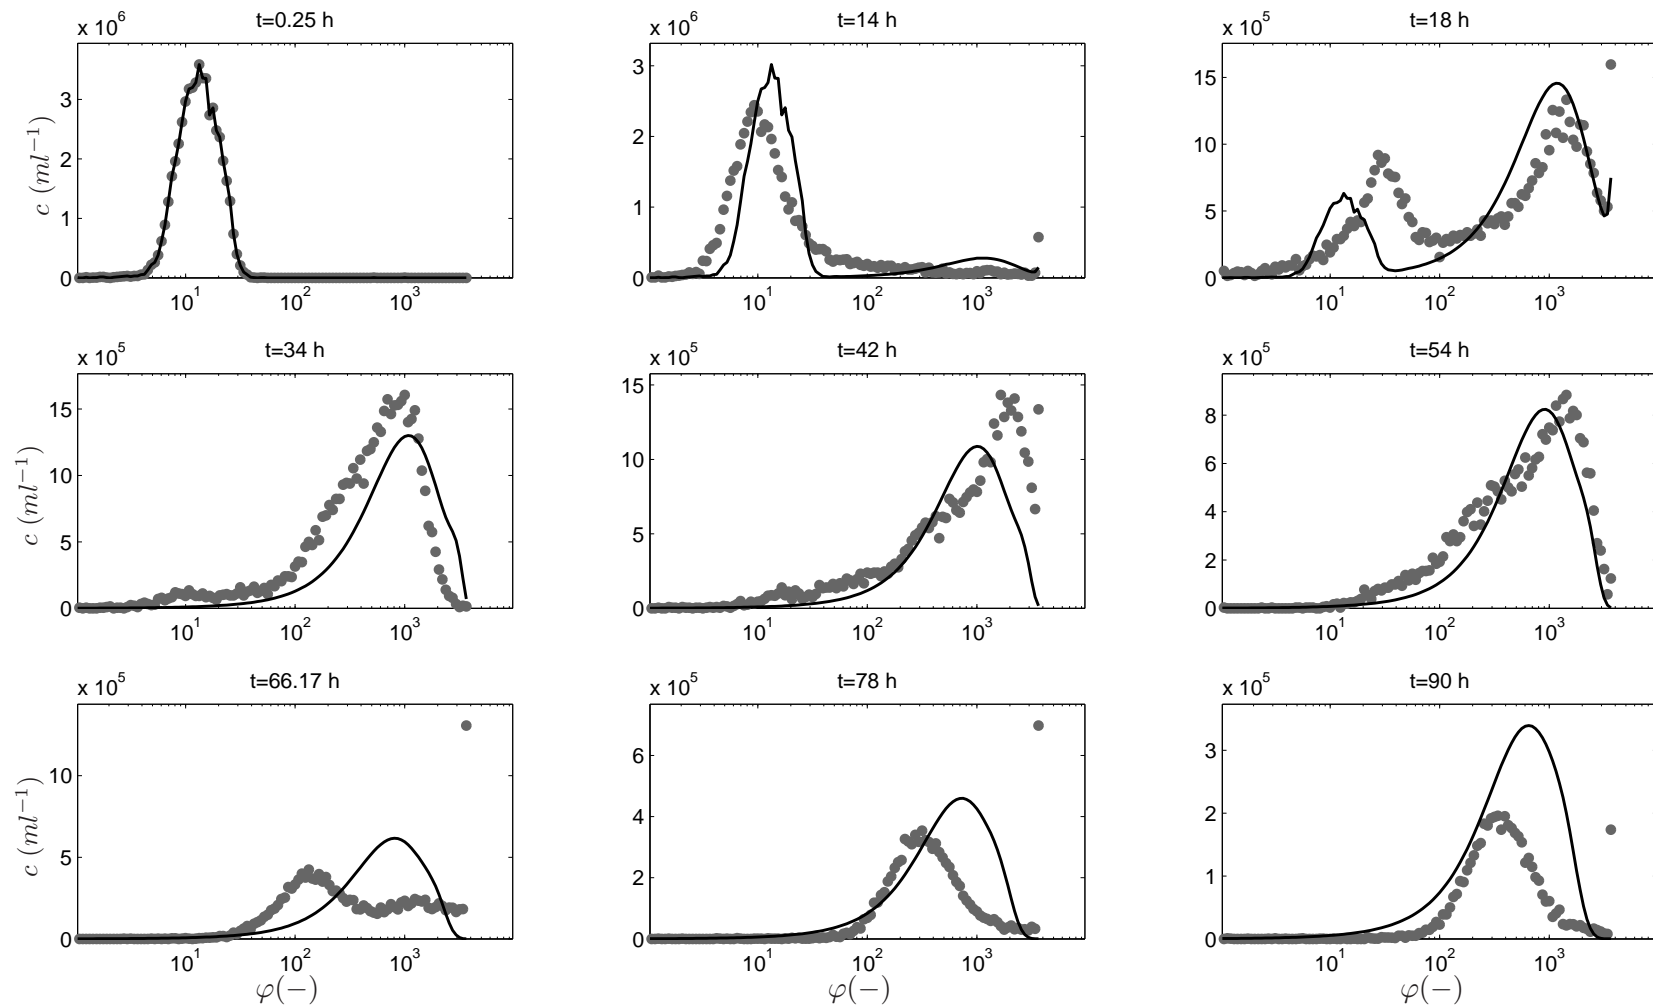 x 10^6 t=0.25 h
c (ml^{-1})
3
2
1
0
10^1 10^2 10^3
x 10^6 t=14 h
3
2
1
0
10^1 10^2 10^3
x 10^5 t=18 h
15
10
5
0
10^1 10^2 10^3
x 10^5 t=34 h
c (ml^{-1})
15
10
5
0
10^1 10^2 10^3
x 10^5 t=42 h
15
10
5
0
10^1 10^2 10^3
x 10^5 t=54 h
8
6
4
2
0
10^1 10^2 10^3
x 10^5 t=66.17 h
c (ml^{-1})
10
5
0
10^1 10^2 10^3
φ(−)
x 10^5 t=78 h
6
4
2
0
10^1 10^2 10^3
φ(−)
x 10^5 t=90 h
3
2
1
0
10^1 10^2 10^3
φ(−)